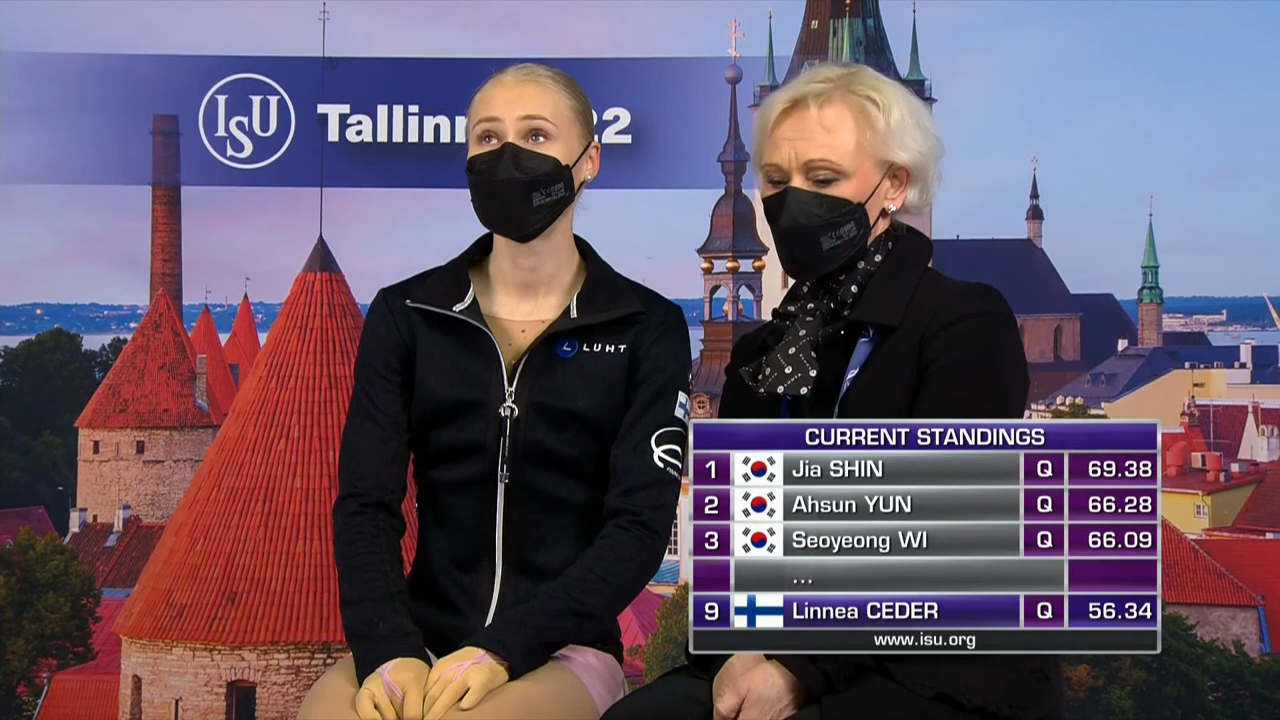 ISU
Tallinn 22
LUHT
CURRENT STANDINGS
1 Jia SHIN Q 69.38
2 Ahsun YUN Q 66.28
3 Seoyeong WI Q 66.09
...
9 Linnea CEDER Q 56.34
www.isu.org